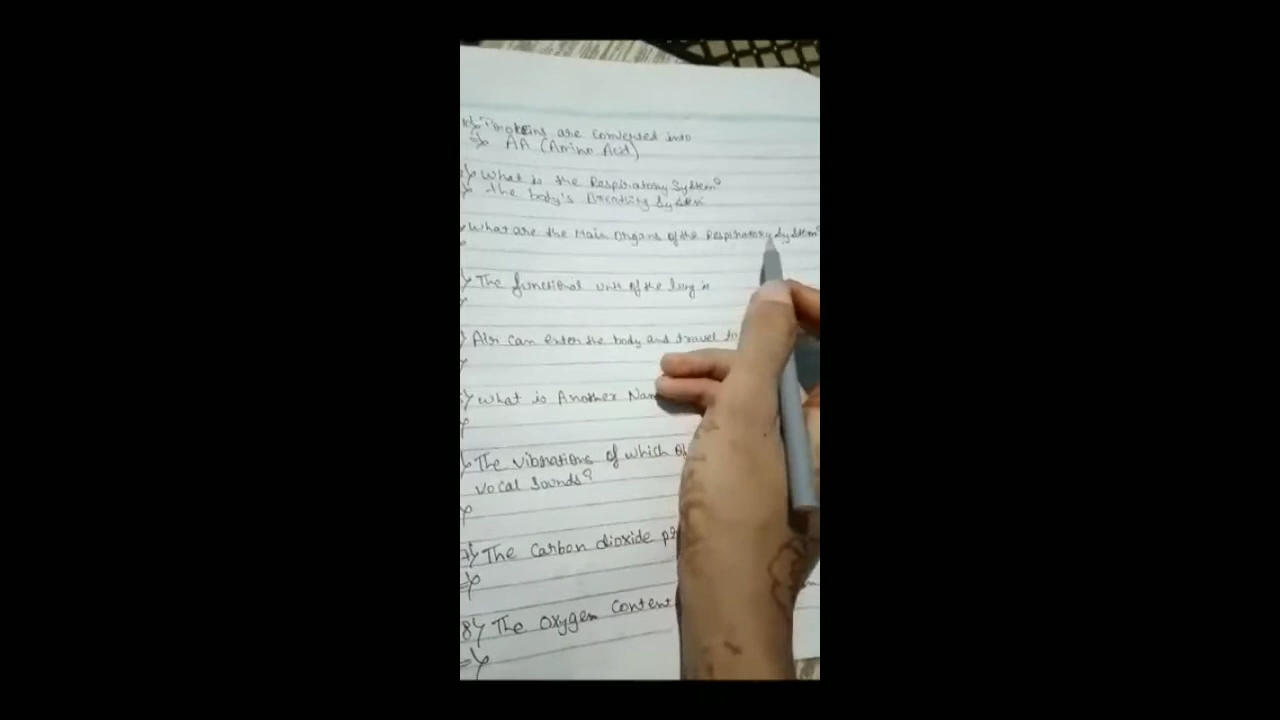 Proteins are converted into
=> AA (Amino Acid)
What is the Respiratory System?
The body's Breathing System
What are the Main Organs of the Respiratory System?
The functional unit of the lung is
Air can enter the body and travel to
What is Another
The vibrations of which
vocal sounds?
The Carbon dioxide
=>
8) The Oxygen Content
=>